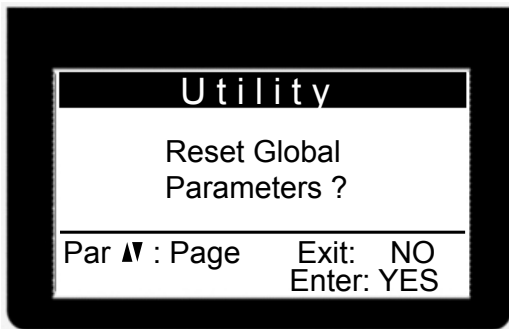 Utility
Reset Global
Parameters ?
Par : Page Exit: NO
Enter: YES